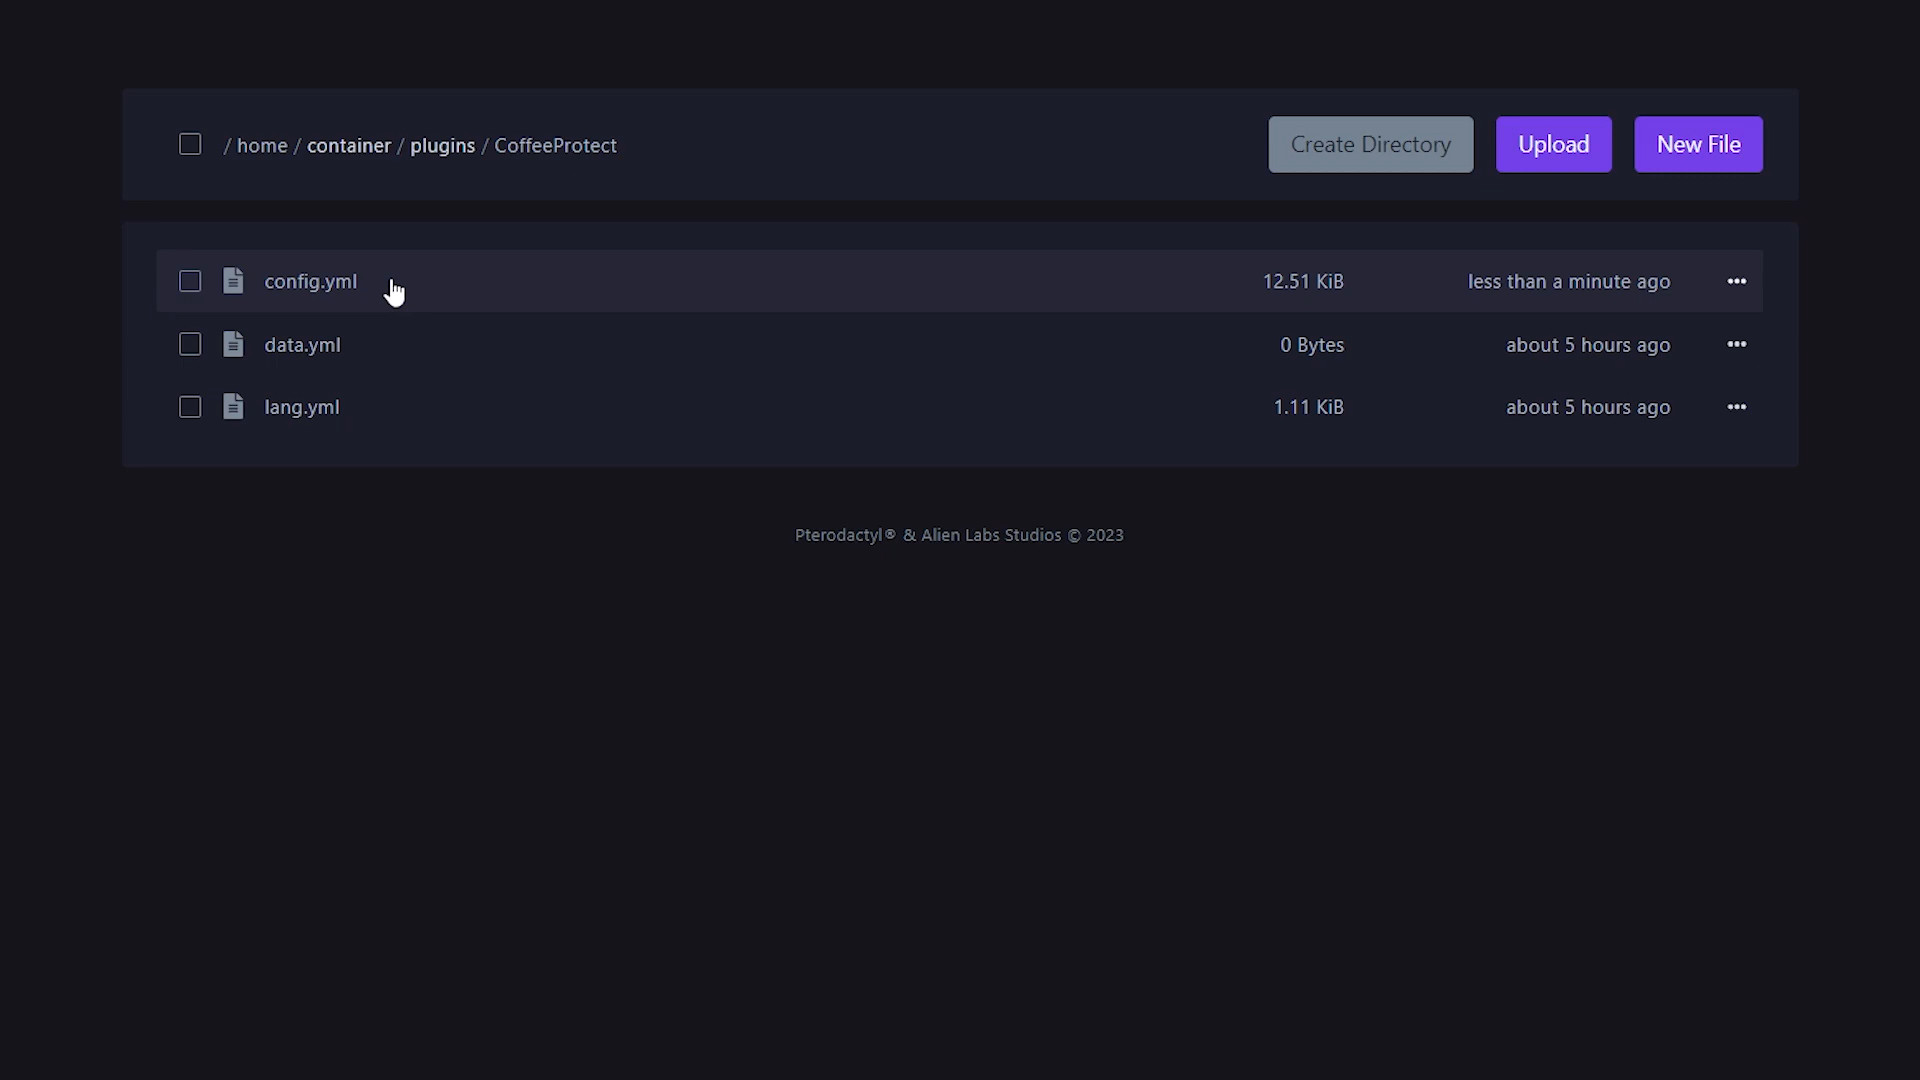 / home / container / plugins / CoffeeProtect
Create Directory
Upload
New File
config.yml 12.51 KiB less than a minute ago
data.yml 0 Bytes about 5 hours ago
lang.yml 1.11 KiB about 5 hours ago
Pterodactyl® & Alien Labs Studios © 2023